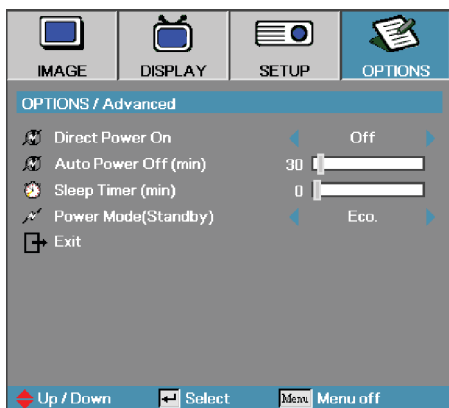 IMAGE DISPLAY SETUP OPTIONS
OPTIONS / Advanced
Direct Power On Off
Auto Power Off (min) 30
Sleep Timer (min) 0
Power Mode(Standby) Eco.
Exit
Up / Down Select Menu Menu off